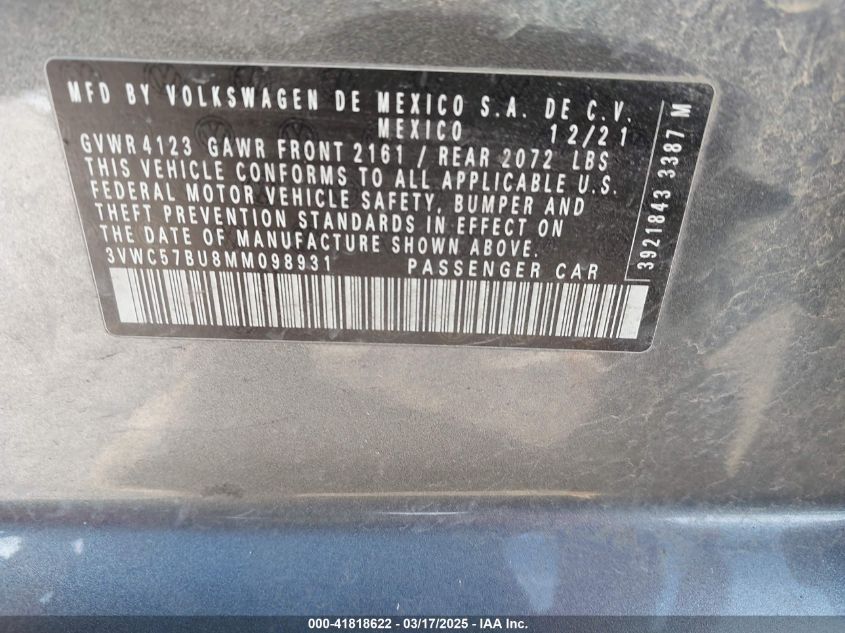 MFD BY VOLKSWAGEN DE MEXICO S.A. DE C.V.
MEXICO 12/21
GVWR 4123 GAWR FRONT 2161 / REAR 2072 LBS
THIS VEHICLE CONFORMS TO ALL APPLICABLE U.S.
FEDERAL MOTOR VEHICLE SAFETY, BUMPER AND
THEFT PREVENTION STANDARDS IN EFFECT ON
THE DATE OF MANUFACTURE SHOWN ABOVE.
3VWC57BU8MM098931 PASSENGER CAR
3921843 3387 M
000-41818622 - 03/17/2025 - IAA Inc.